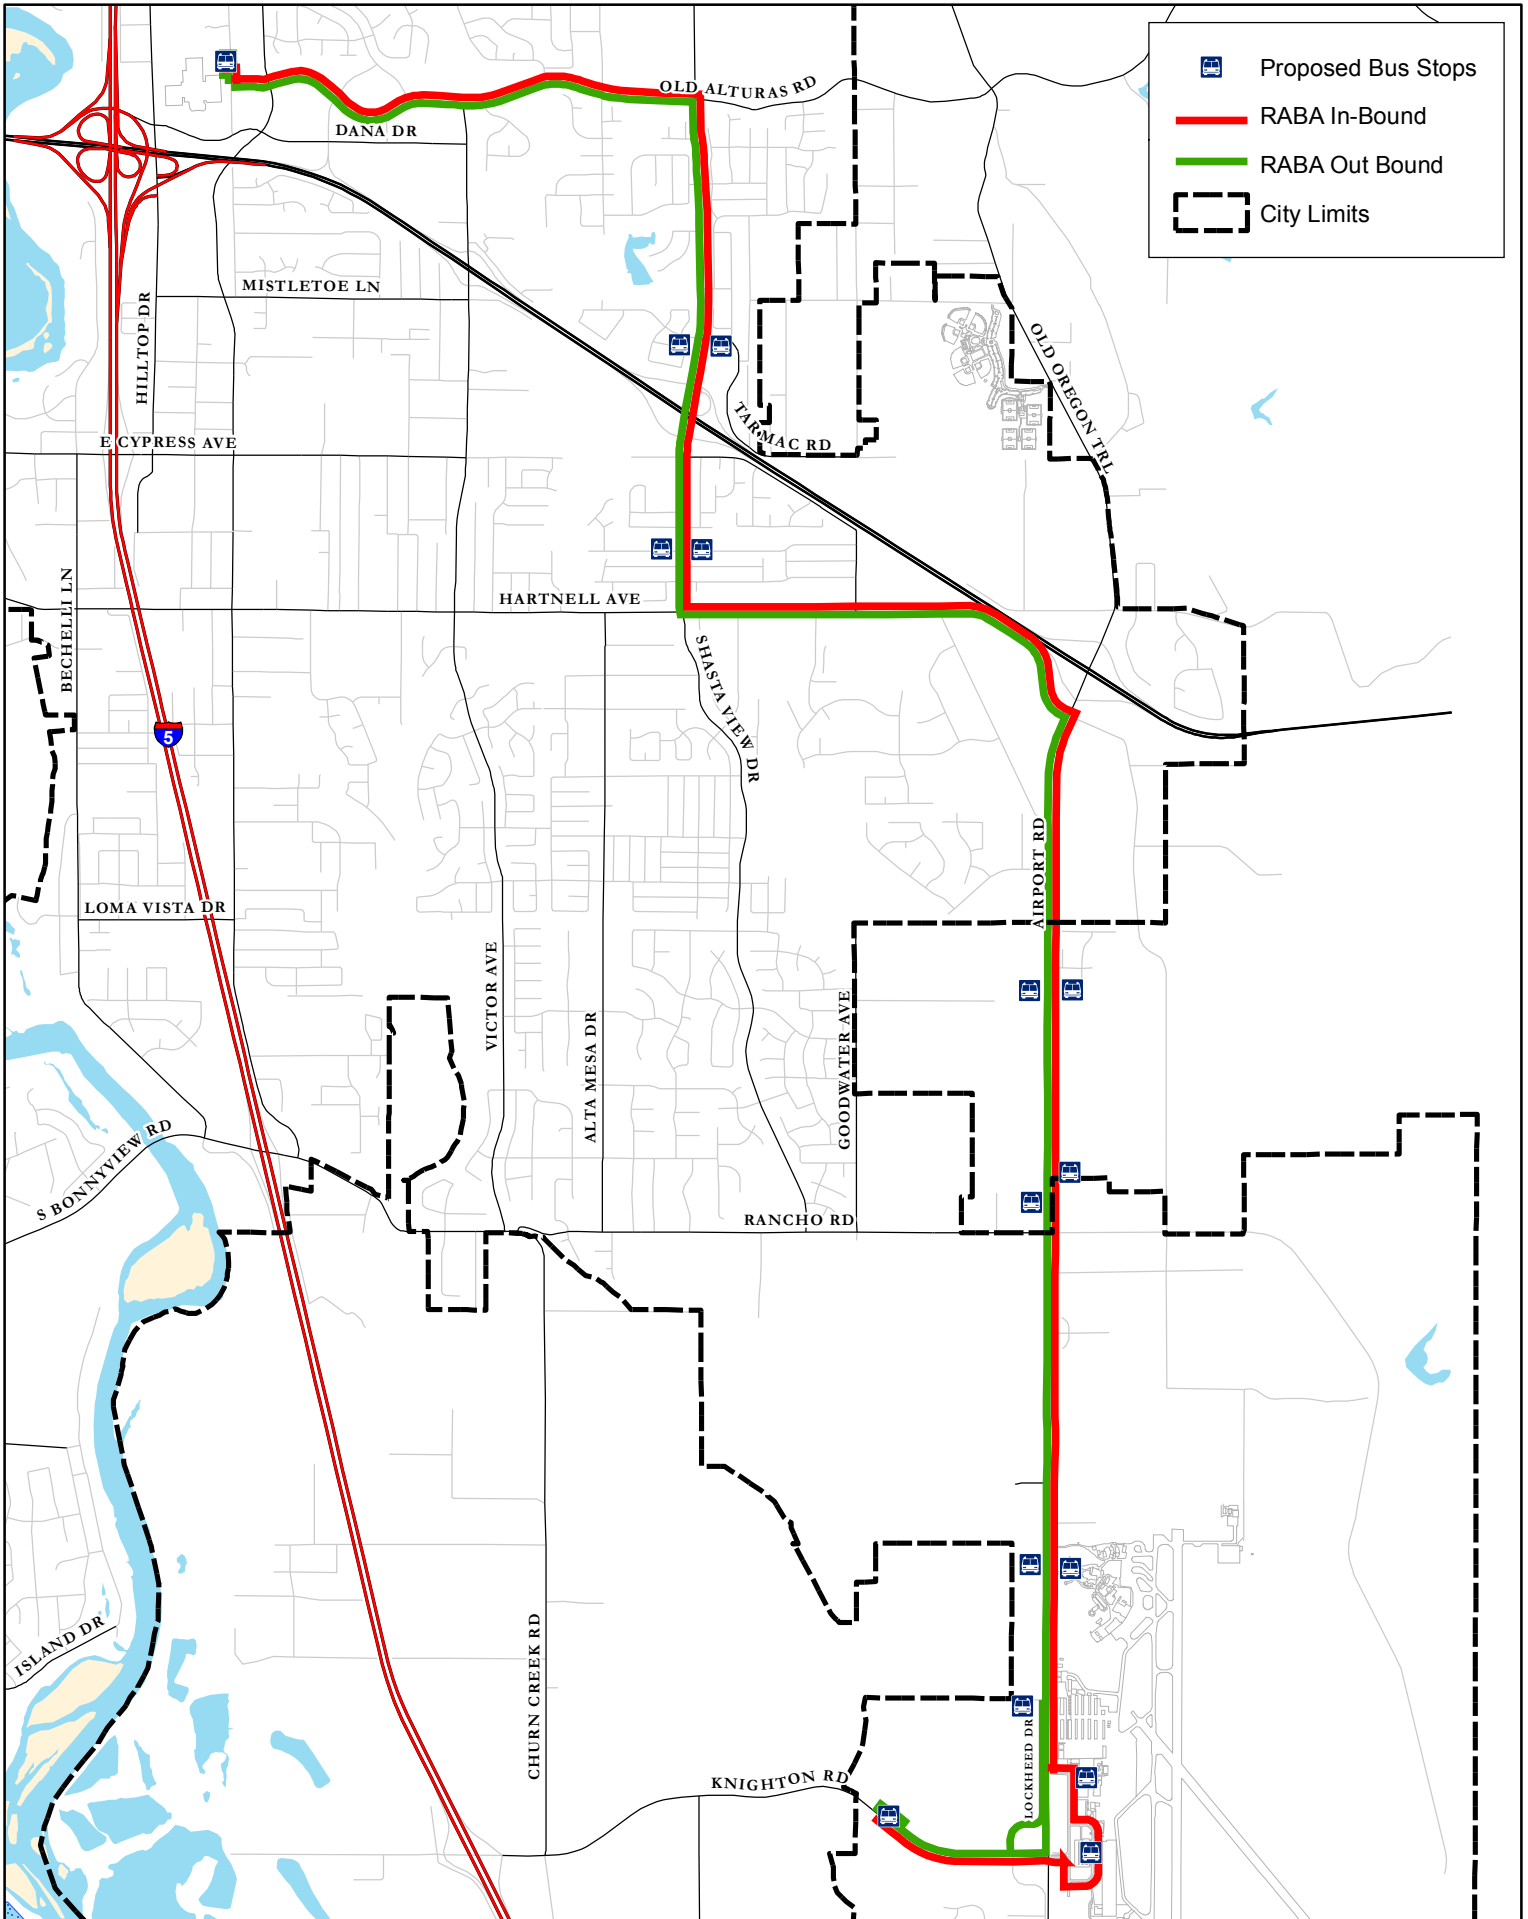 Proposed Bus Stops
RABA In-Bound
RABA Out Bound
City Limits
OLD ALTURAS RD
DANA DR
MISTLETOE LN
HILLTOP DR
OLD OREGON TRL
TARMAC RD
E CYPRESS AVE
BECHELLI LN
HARTNELL AVE
SHASTA VIEW DR
5
AIRPORT RD
LOMA VISTA DR
VICTOR AVE
ALTA MESA DR
GOODWATER AVE
S BONNYVIEW RD
RANCHO RD
ISLAND DR
CHURN CREEK RD
LOCKHEED DR
KNIGHTON RD